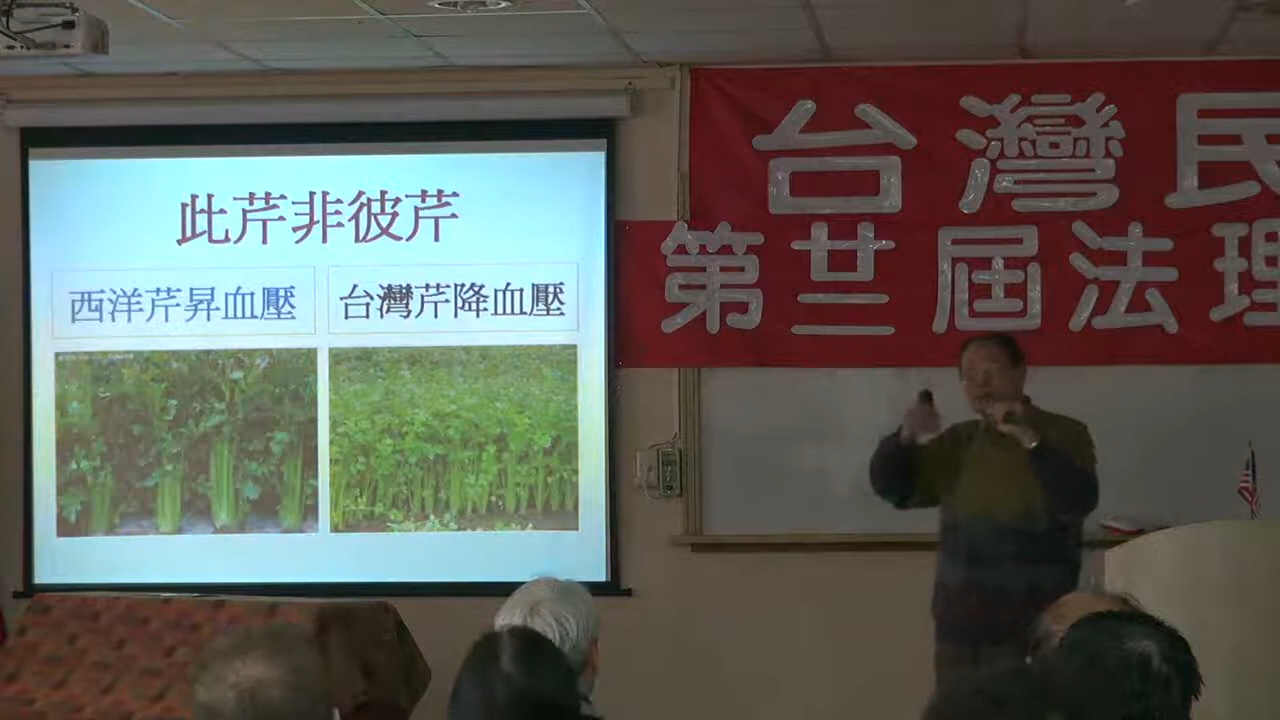 此芹非彼芹
西洋芹昇血壓
台灣芹降血壓
台灣民
第廿二屆法理